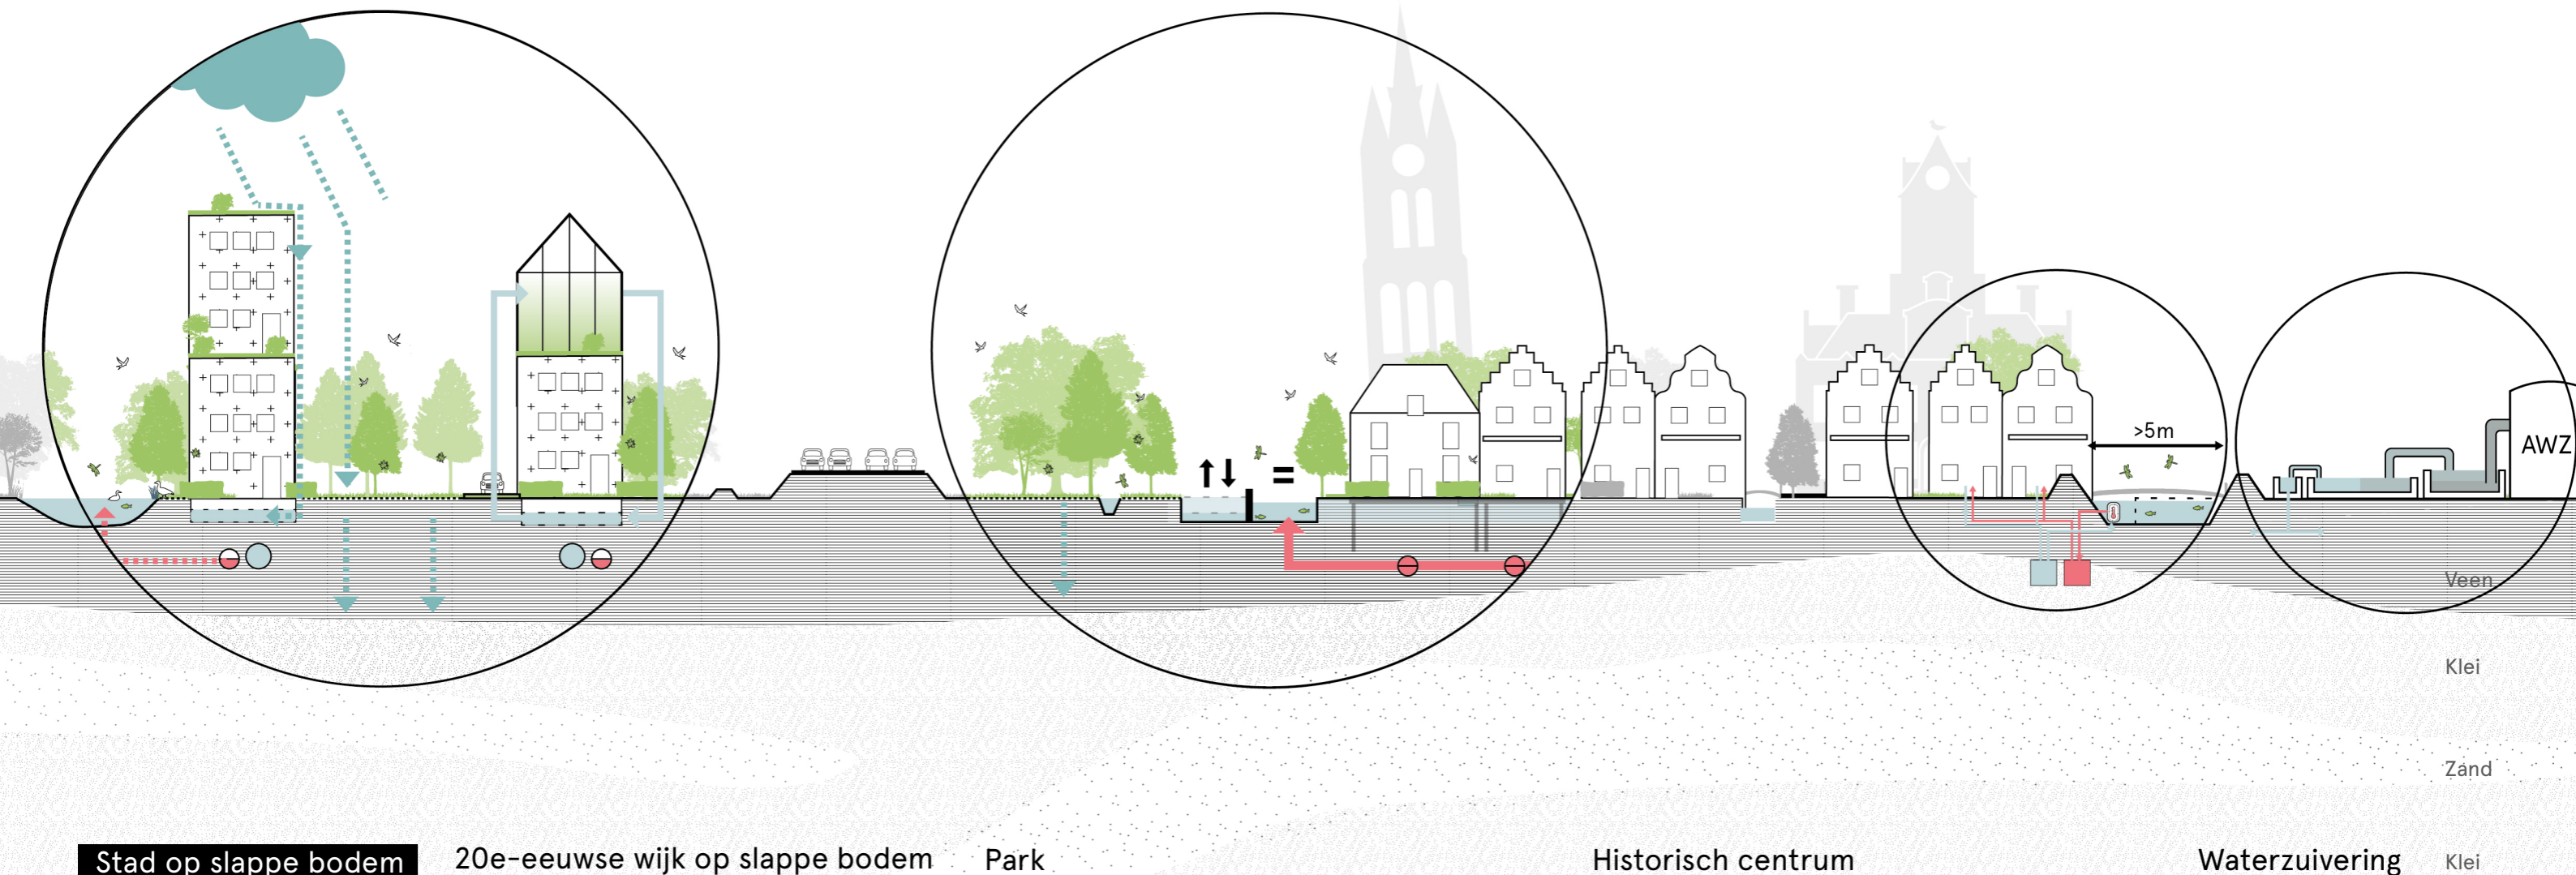 >5m
AWZ
Veen
Klei
Zand
Klei
Stad op slappe bodem
20e-eeuwse wijk op slappe bodem
Park
Historisch centrum
Waterzuivering